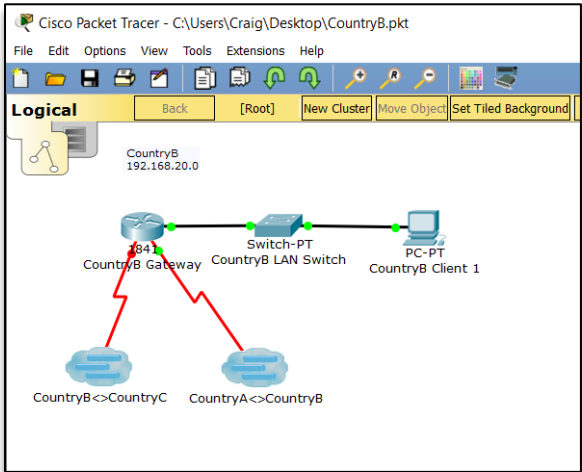 Cisco Packet Tracer - C:\Users\Craig\Desktop\CountryB.pkt
File Edit Options View Tools Extensions Help
Logical Back [Root] New Cluster Move Object Set Tiled Background
CountryB
192.168.20.0
1841
CountryB Gateway
Switch-PT
CountryB LAN Switch
PC-PT
CountryB Client 1
CountryB<>CountryC
CountryA<>CountryB